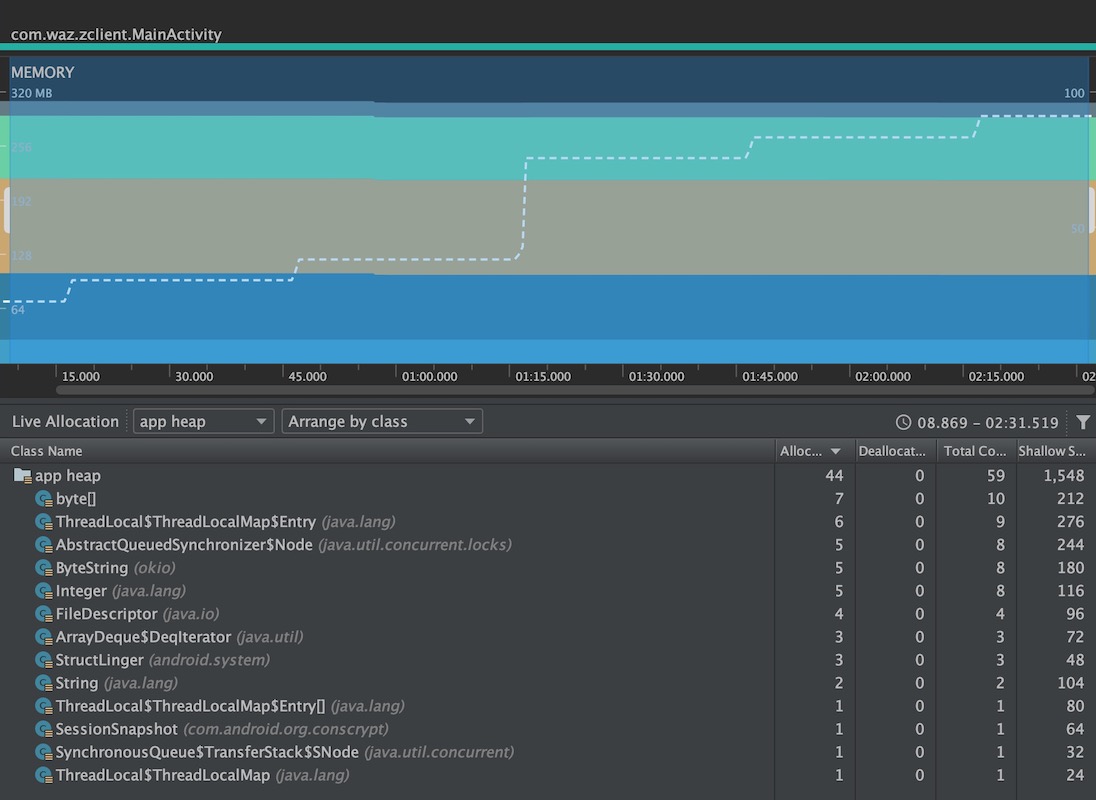 com.waz.zclient.MainActivity
MEMORY
320 MB 100
256
192
50
128
64
15.000 30.000 45.000 01:00.000 01:15.000 01:30.000 01:45.000 02:00.000 02:15.000 02
Live Allocation app heap Arrange by class 08.869 – 02:31.519
Class Name Alloc... Deallocat... Total Co... Shallow S...
app heap 44 0 59 1,548
byte[] 7 0 10 212
ThreadLocal$ThreadLocalMap$Entry (java.lang) 6 0 9 276
AbstractQueuedSynchronizer$Node (java.util.concurrent.locks) 5 0 8 244
ByteString (okio) 5 0 8 180
Integer (java.lang) 5 0 8 116
FileDescriptor (java.io) 4 0 4 96
ArrayDeque$DeqIterator (java.util) 3 0 3 72
StructLinger (android.system) 3 0 3 48
String (java.lang) 2 0 2 104
ThreadLocal$ThreadLocalMap$Entry[] (java.lang) 1 0 1 80
SessionSnapshot (com.android.org.conscrypt) 1 0 1 64
SynchronousQueue$TransferStack$SNode (java.util.concurrent) 1 0 1 32
ThreadLocal$ThreadLocalMap (java.lang) 1 0 1 24